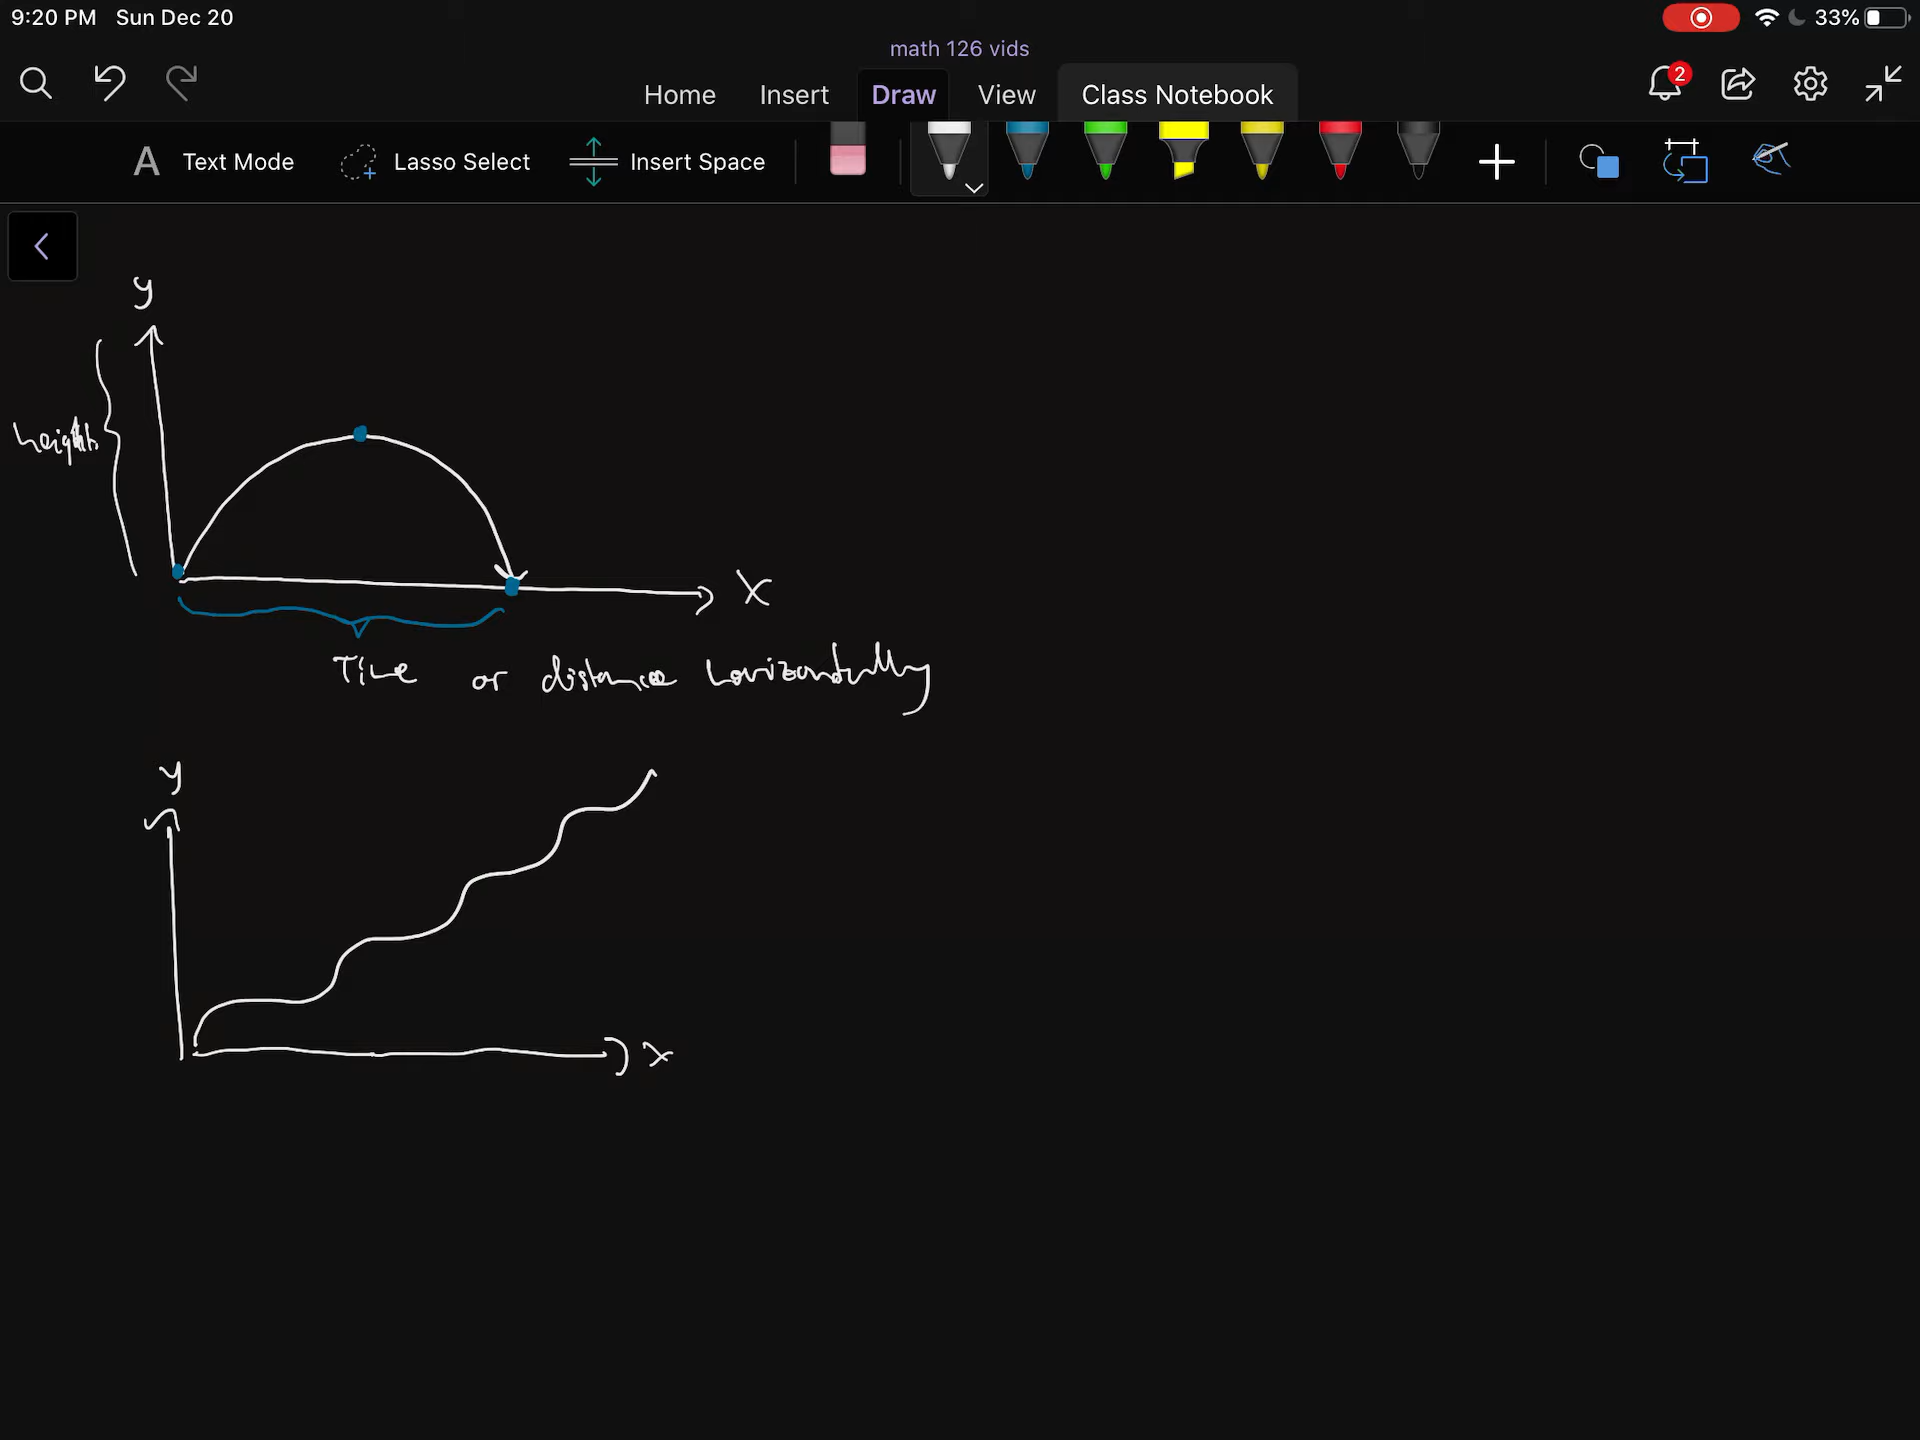 9:20 PM Sun Dec 20 33%
math 126 vids
Home Insert Draw View Class Notebook 2
A Text Mode Lasso Select Insert Space
y
height
x
Time or distance horizontally
y
x